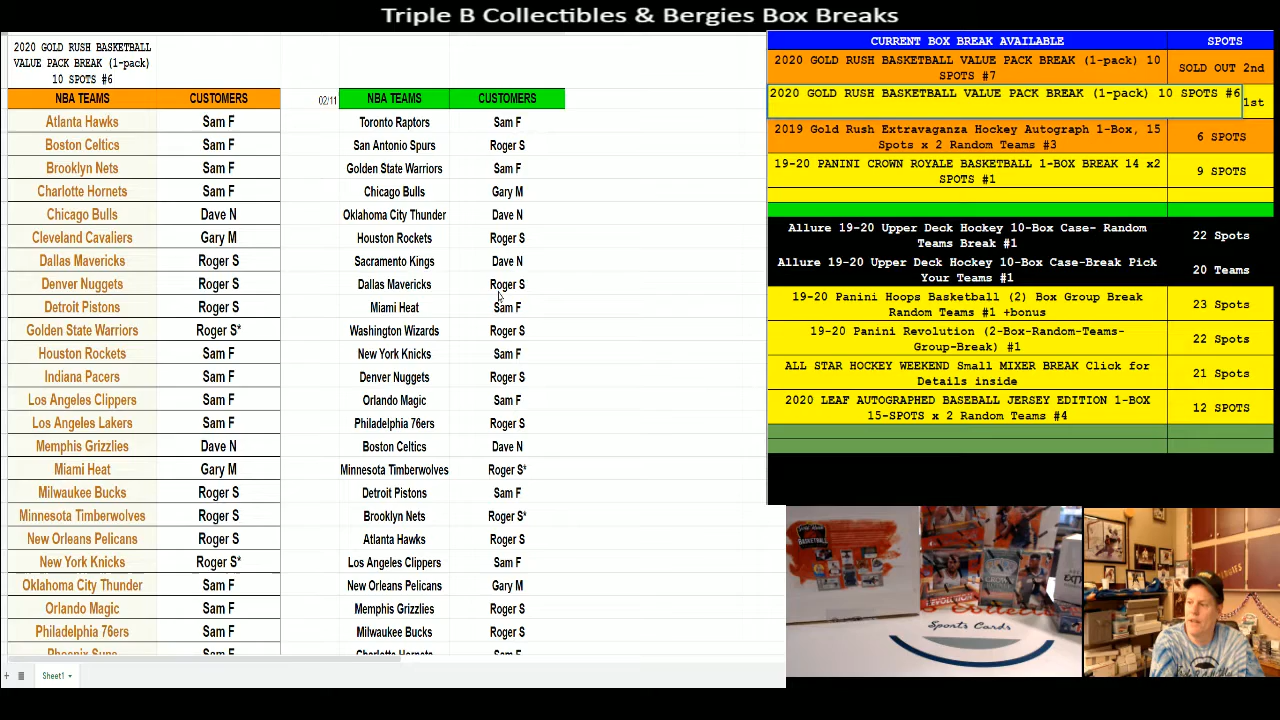 Triple B Collectibles & Bergies Box Breaks
2020 GOLD RUSH BASKETBALL
VALUE PACK BREAK (1-pack)
10 SPOTS #6
NBA TEAMS CUSTOMERS 02/11 NBA TEAMS CUSTOMERS
Atlanta Hawks Sam F Toronto Raptors Sam F
Boston Celtics Sam F San Antonio Spurs Roger S
Brooklyn Nets Sam F Golden State Warriors Sam F
Charlotte Hornets Sam F Chicago Bulls Gary M
Chicago Bulls Dave N Oklahoma City Thunder Dave N
Cleveland Cavaliers Gary M Houston Rockets Roger S
Dallas Mavericks Roger S Sacramento Kings Dave N
Denver Nuggets Roger S Dallas Mavericks Roger S
Detroit Pistons Roger S Miami Heat Sam F
Golden State Warriors Roger S* Washington Wizards Roger S
Houston Rockets Sam F New York Knicks Sam F
Indiana Pacers Sam F Denver Nuggets Roger S
Los Angeles Clippers Sam F Orlando Magic Sam F
Los Angeles Lakers Sam F Philadelphia 76ers Roger S
Memphis Grizzlies Dave N Boston Celtics Dave N
Miami Heat Gary M Minnesota Timberwolves Roger S*
Milwaukee Bucks Roger S Detroit Pistons Sam F
Minnesota Timberwolves Roger S Brooklyn Nets Roger S*
New Orleans Pelicans Roger S Atlanta Hawks Roger S
New York Knicks Roger S* Los Angeles Clippers Sam F
Oklahoma City Thunder Sam F New Orleans Pelicans Gary M
Orlando Magic Sam F Memphis Grizzlies Roger S
Philadelphia 76ers Sam F Milwaukee Bucks Roger S
Phoenix Suns Sam F Charlotte Hornets Sam F
Sheet1
CURRENT BOX BREAK AVAILABLE SPOTS
2020 GOLD RUSH BASKETBALL VALUE PACK BREAK (1-pack) 10
SPOTS #7 SOLD OUT 2nd
2020 GOLD RUSH BASKETBALL VALUE PACK BREAK (1-pack) 10 SPOTS #6
1st
2019 Gold Rush Extravaganza Hockey Autograph 1-Box, 15
Spots x 2 Random Teams #3 6 SPOTS
19-20 PANINI CROWN ROYALE BASKETBALL 1-BOX BREAK 14 x2
SPOTS #1 9 SPOTS
Allure 19-20 Upper Deck Hockey 10-Box Case- Random
Teams Break #1 22 Spots
Allure 19-20 Upper Deck Hockey 10-Box Case-Break Pick
Your Teams #1 20 Teams
19-20 Panini Hoops Basketball (2) Box Group Break
Random Teams #1 +bonus 23 Spots
19-20 Panini Revolution (2-Box-Random-Teams-
Group-Break) #1 22 Spots
ALL STAR HOCKEY WEEKEND Small MIXER BREAK Click for
Details inside 21 Spots
2020 LEAF AUTOGRAPHED BASEBALL JERSEY EDITION 1-BOX
15-SPOTS x 2 Random Teams #4 12 SPOTS
BASKETBALL
REVOLUTION
CROWN
Sports Cards